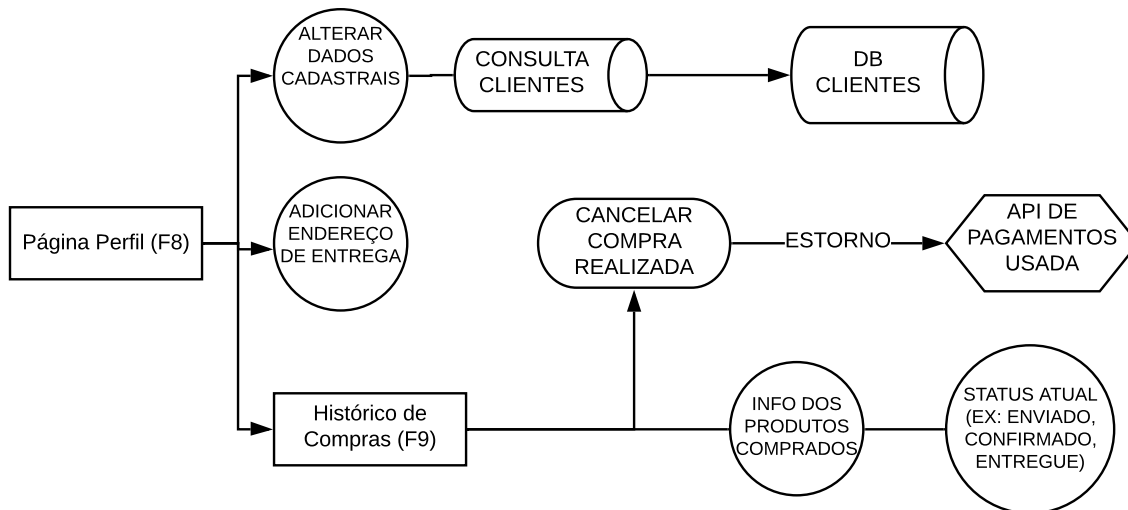 ALTERAR
DADOS
CADASTRAIS
CONSULTA
CLIENTES
DB
CLIENTES
Página Perfil (F8)
ADICIONAR
ENDEREÇO
DE ENTREGA
CANCELAR
COMPRA
REALIZADA
ESTORNO
API DE
PAGAMENTOS
USADA
Histórico de
Compras (F9)
INFO DOS
PRODUTOS
COMPRADOS
STATUS ATUAL
(EX: ENVIADO,
CONFIRMADO,
ENTREGUE)